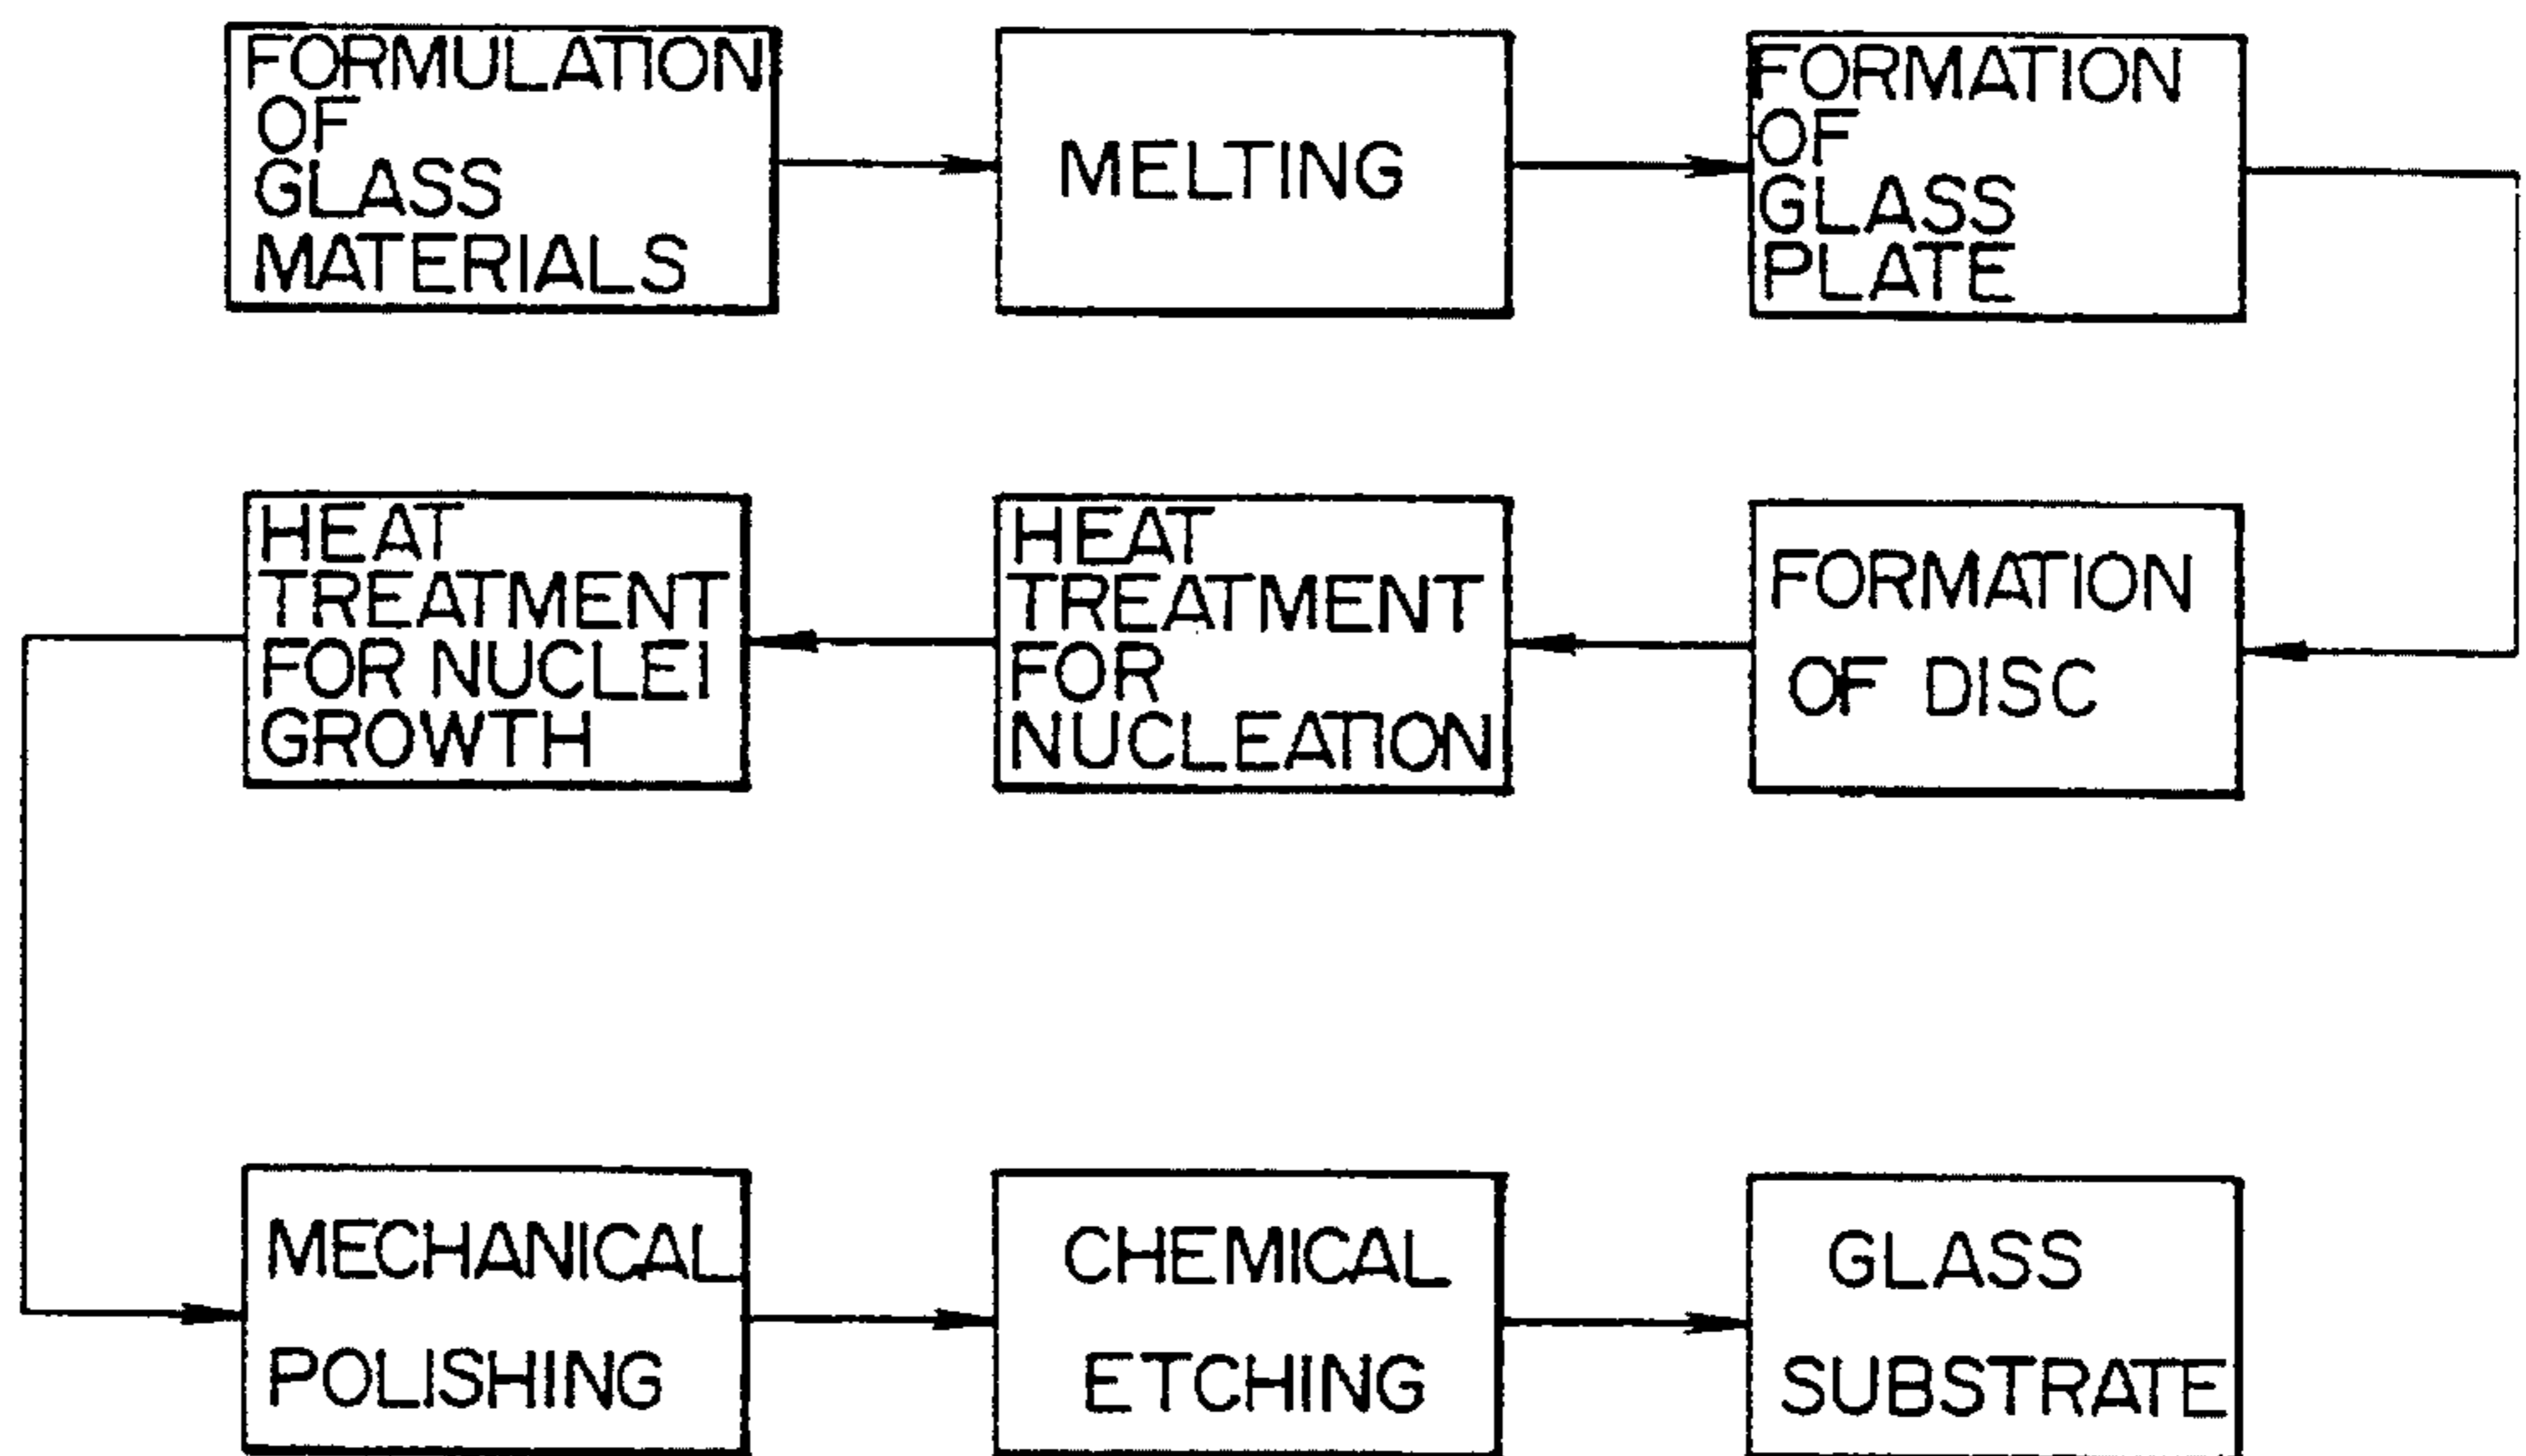 FORMULATION
OF
GLASS
MATERIALS
MELTING
FORMATION
OF
GLASS
PLATE
FORMATION
OF DISC
HEAT
TREATMENT
FOR
NUCLEATION
HEAT
TREATMENT
FOR NUCLEI
GROWTH
MECHANICAL
POLISHING
CHEMICAL
ETCHING
GLASS
SUBSTRATE